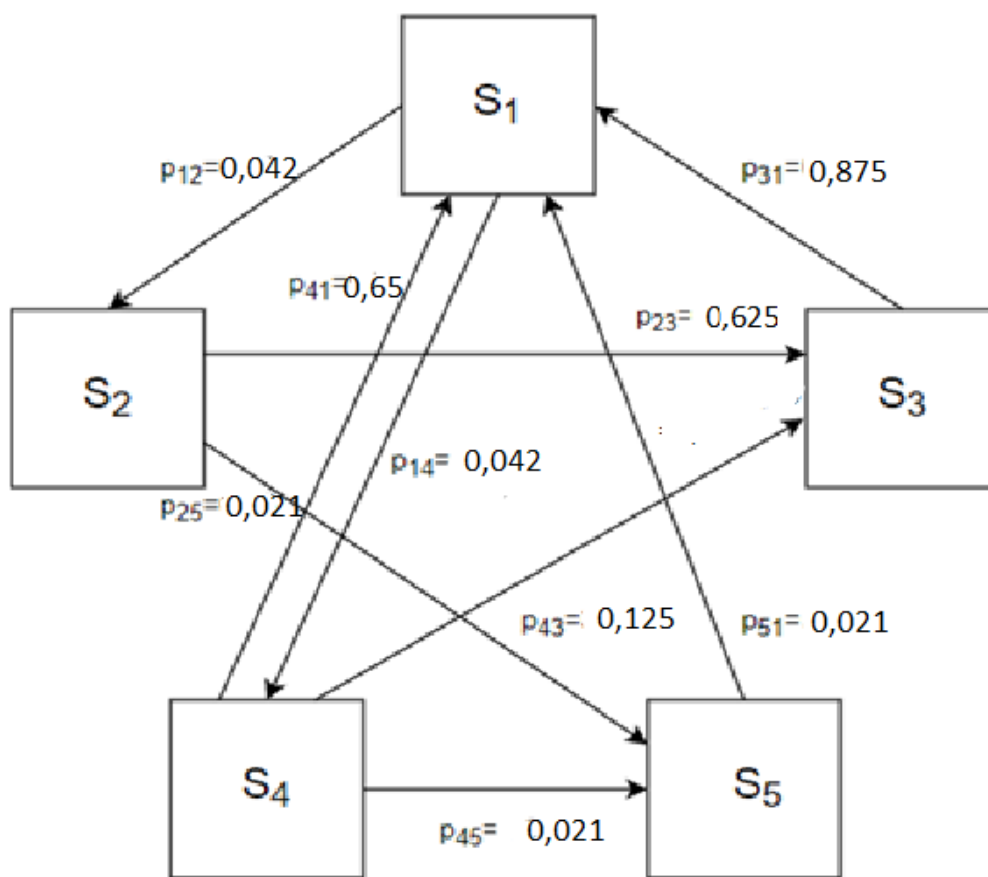 S₁
p₁₂=0,042
p₃₁= 0,875
p₄₁=0,65
p₂₃= 0,625
S₂
S₃
p₁₄= 0,042
p₂₅=0,021
p₄₃= 0,125
p₅₁= 0,021
S₄
S₅
p₄₅= 0,021